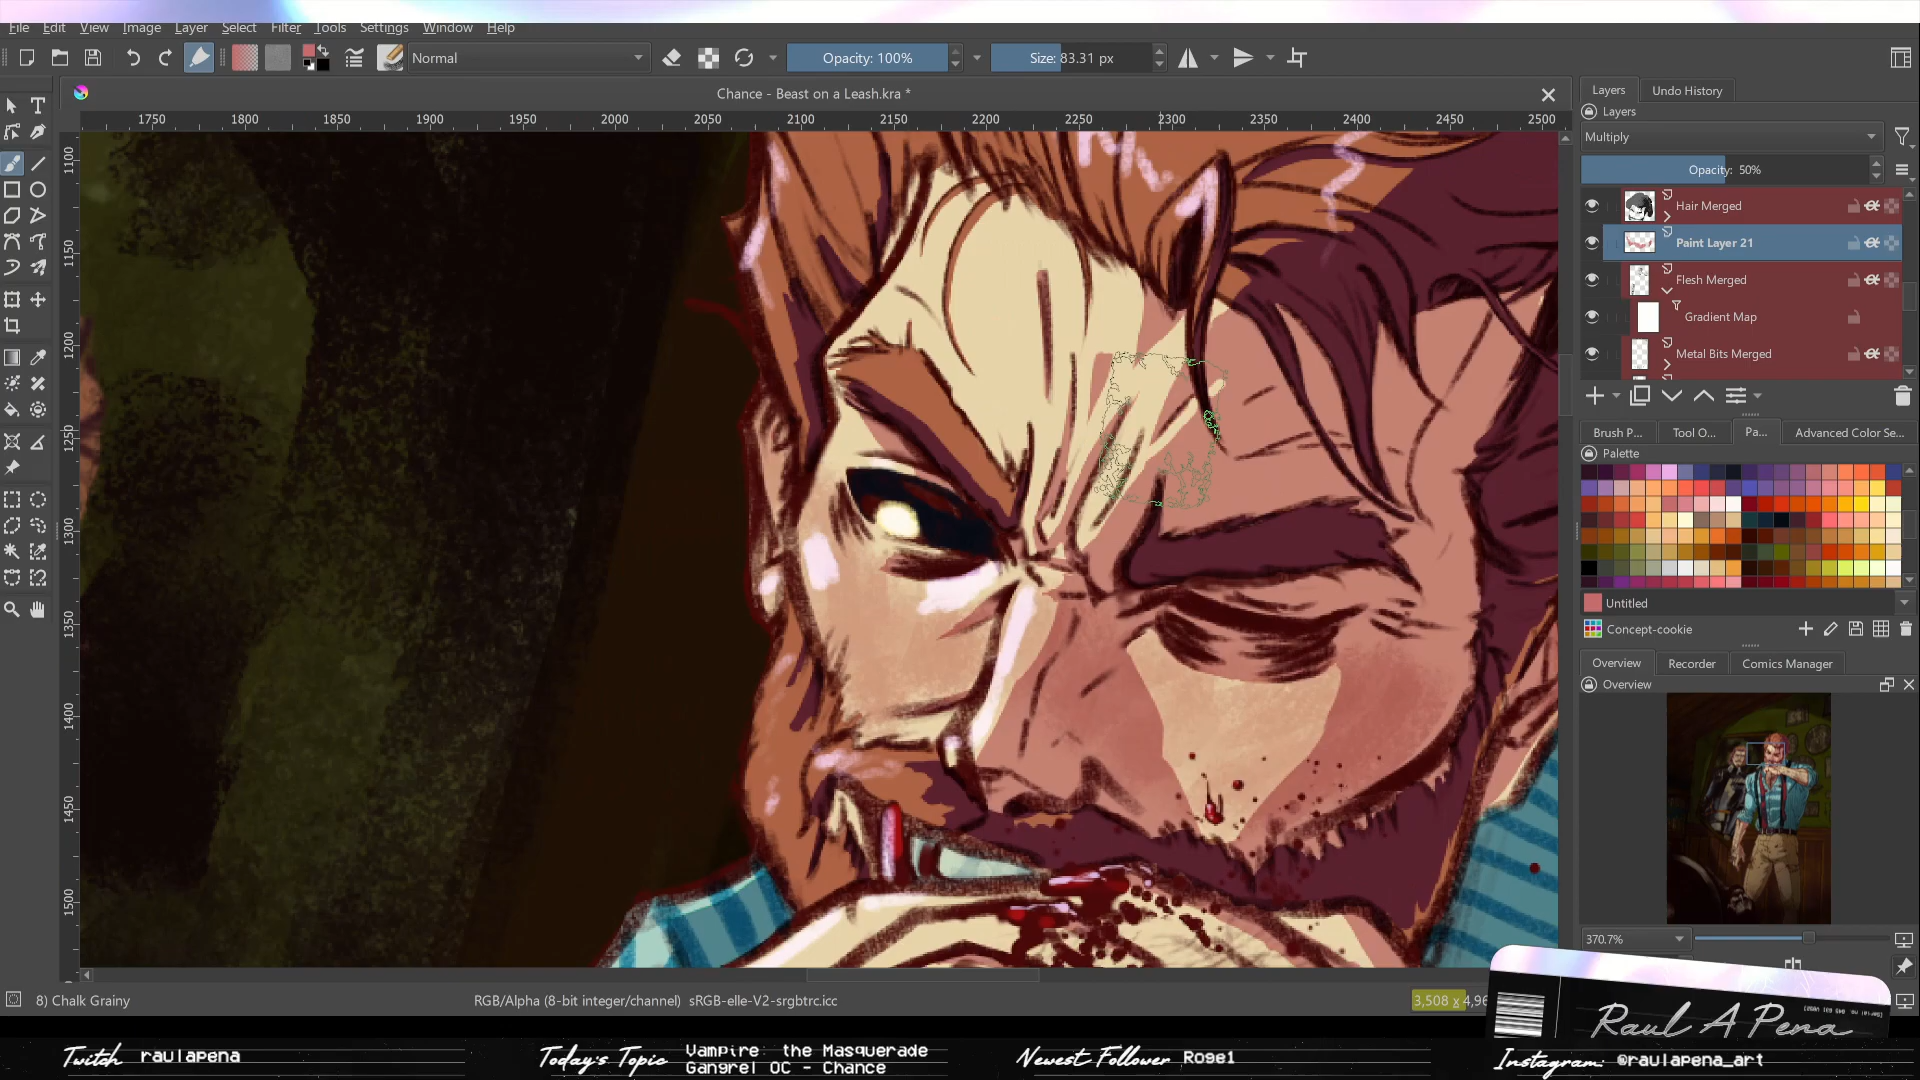 File Edit View Image Layer Select Filter Tools Settings Window Help
Normal
Opacity: 100%
Size: 83.31 px
Chance - Beast on a Leash.kra *
1750 1800 1850 1900 1950 2000 2050 2100 2150 2200 2250 2300 2350 2400 2450 2500
1100
1150
1200
1250
1300
1350
1400
1450
1500
Layers Undo History
Layers
Multiply
Opacity: 50%
Hair Merged
Paint Layer 21
Flesh Merged
Gradient Map
Metal Bits Merged
Brush P... Tool O... Pa... Advanced Color Se...
Palette
Untitled
Concept-cookie
Overview Recorder Comics Manager
Overview
370.7%
8) Chalk Grainy
RGB/Alpha (8-bit integer/channel) sRGB-elle-V2-srgbtrc.icc
3,508 x 4,96
Raul A Pena
Twitch raulapena
Today's Topic Vampire: the Masquerade
Gangrel OC - Chance
Newest Follower Roge1
Instagram: @raulapena_art